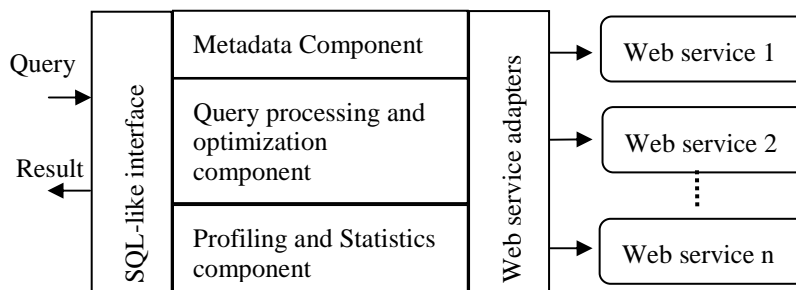 Query
Result
SQL-like interface
Metadata Component
Query processing and
optimization
component
Profiling and Statistics
component
Web service adapters
Web service 1
Web service 2
Web service n